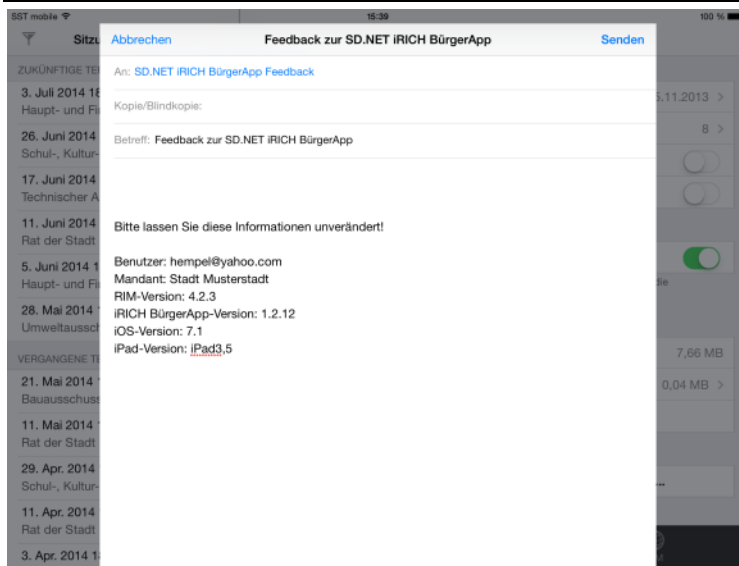 SST mobile 15:39 100 %
Sitzu
Abbrechen Feedback zur SD.NET iRICH BürgerApp Senden
ZUKÜNFTIGE TE
An: SD.NET iRICH BürgerApp Feedback
3. Juli 2014 18
Haupt- und Fi
5.11.2013
Kopie/Blindkopie:
26. Juni 2014
Schul-, Kultur-
8
Betreff: Feedback zur SD.NET iRICH BürgerApp
17. Juni 2014
Technischer A
11. Juni 2014
Rat der Stadt
Bitte lassen Sie diese Informationen unverändert!
5. Juni 2014 1
Haupt- und Fi
die
Benutzer: hempel@yahoo.com
Mandant: Stadt Musterstadt
RIM-Version: 4.2.3
iRICH BürgerApp-Version: 1.2.12
iOS-Version: 7.1
iPad-Version: iPad3,5
28. Mai 2014
Umweltaussch
VERGANGENE TE
7,66 MB
21. Mai 2014
Bauausschuss
0,04 MB
11. Mai 2014
Rat der Stadt
29. Apr. 2014
Schul-, Kultur-
...
11. Apr. 2014
Rat der Stadt
3. Apr. 2014 1